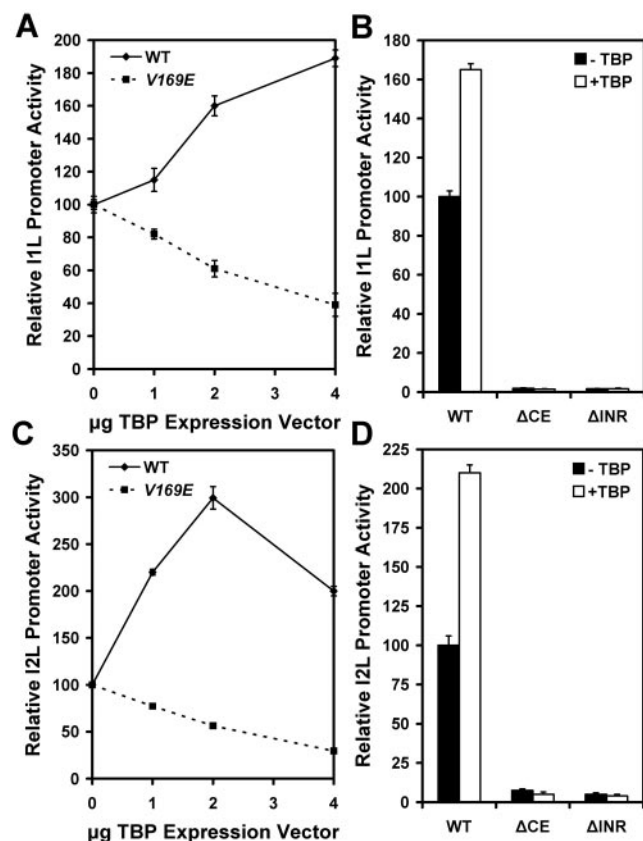 A
Relative I1L Promoter Activity
200
180
160
140
120
100
80
60
40
20
0
WT
V169E
0 1 2 3 4
µg TBP Expression Vector
B
Relative I1L Promoter Activity
180
160
140
120
100
80
60
40
20
0
- TBP
+TBP
WT ΔCE ΔINR
C
Relative I2L Promoter Activity
350
300
250
200
150
100
50
0
WT
V169E
0 1 2 3 4
µg TBP Expression Vector
D
Relative I2L Promoter Activity
225
200
175
150
125
100
75
50
25
0
- TBP
+TBP
WT ΔCE ΔINR